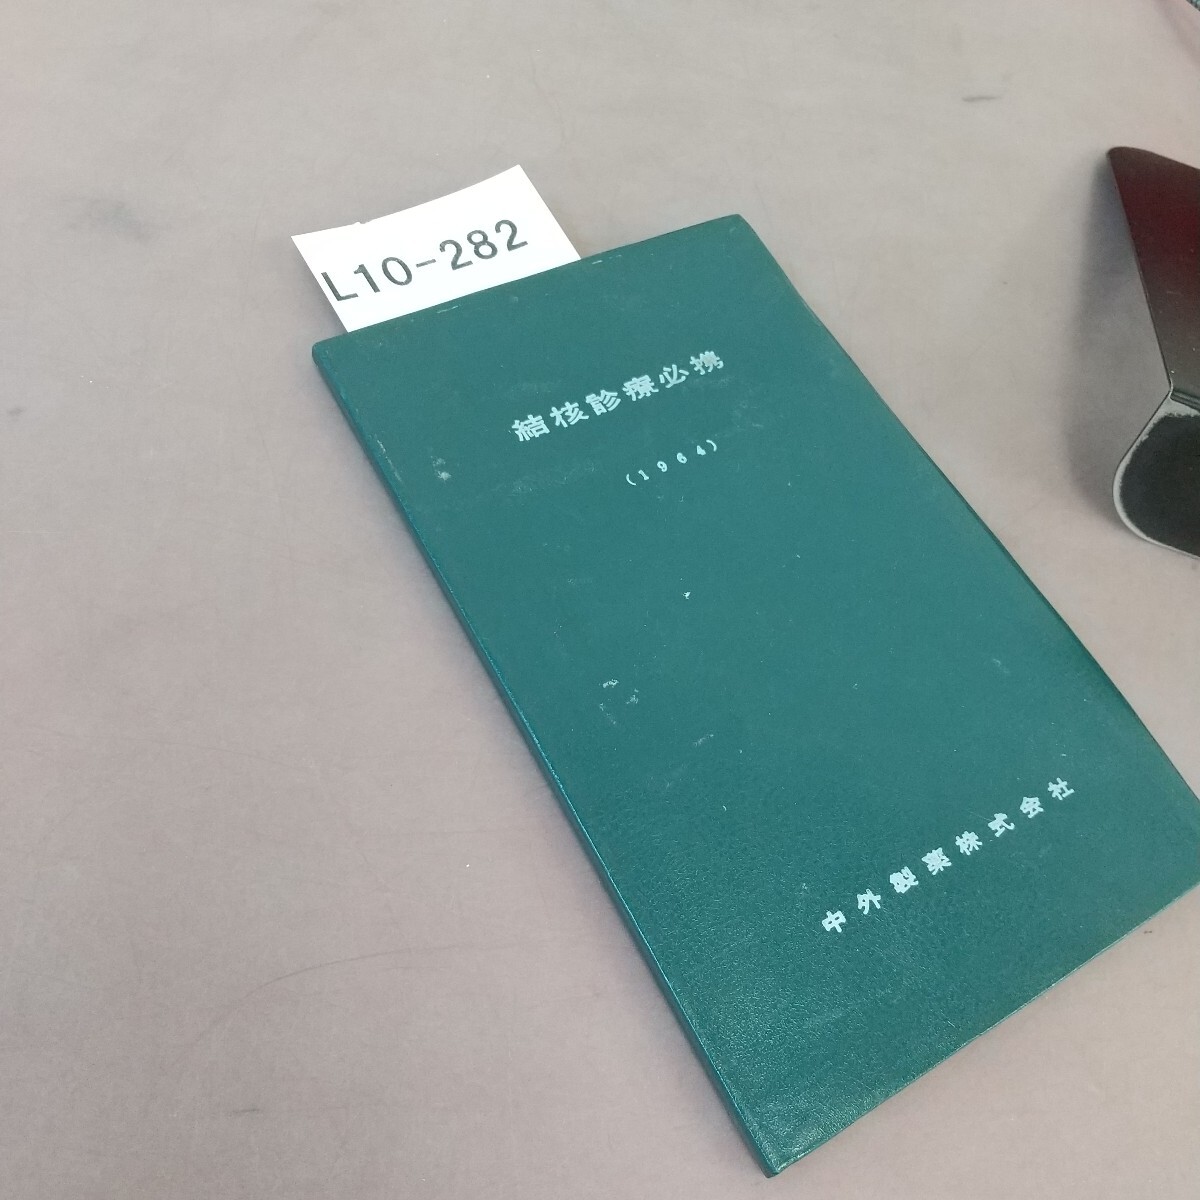 L10-282
結核診療必携
(1964)
中外製薬株式会社